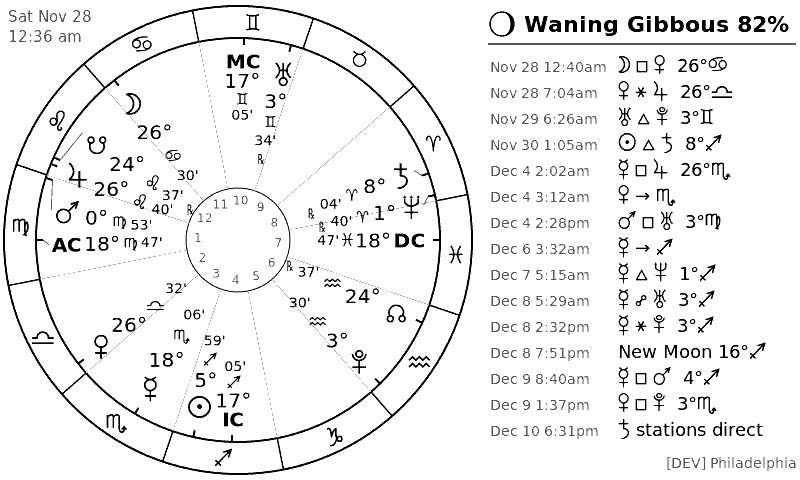 Sat Nov 28
12:36 am
Waning Gibbous 82%
MC
17°
♊
05'
♅
3°
♊
34'
℞
☽
26°
♋
30'
☋
24°
♌
37'
℞
♃
26°
♌
40'
♂ 0° ♍ 53'
AC 18° ♍ 47'
♄ 8° ♈ 04' ℞
♆ 1° ♈ 40' ℞
47' ♓ 18° DC
℞ 37' ♒ 24° ☊
30' ♒ 3° ♇
32' ♎ 26° ♀
06' ♏ 18° ☿
59' ♐ 5° ☉
05' ♐ 17° IC
1 2 3 4 5 6 7 8 9 10 11 12
♊ ♉ ♈ ♓ ♒ ♑ ♐ ♏ ♎ ♍ ♌ ♋
Nov 28 12:40am ☽ □ ♀ 26°♋
Nov 28 7:04am ♀ ⚹ ♃ 26°♎
Nov 29 6:26am ♅ △ ♇ 3°♊
Nov 30 1:05am ☉ △ ♄ 8°♐
Dec 4 2:02am ☿ □ ♃ 26°♏
Dec 4 3:12am ♀ → ♏
Dec 4 2:28pm ♂ □ ♅ 3°♍
Dec 6 3:32am ☿ → ♐
Dec 7 5:15am ☿ △ ♆ 1°♐
Dec 8 5:29am ☿ ☍ ♅ 3°♐
Dec 8 2:32pm ☿ ⚹ ♇ 3°♐
Dec 8 7:51pm New Moon 16°♐
Dec 9 8:40am ☿ □ ♂ 4°♐
Dec 9 1:37pm ♀ □ ♇ 3°♏
Dec 10 6:31pm ♄ stations direct
[DEV] Philadelphia